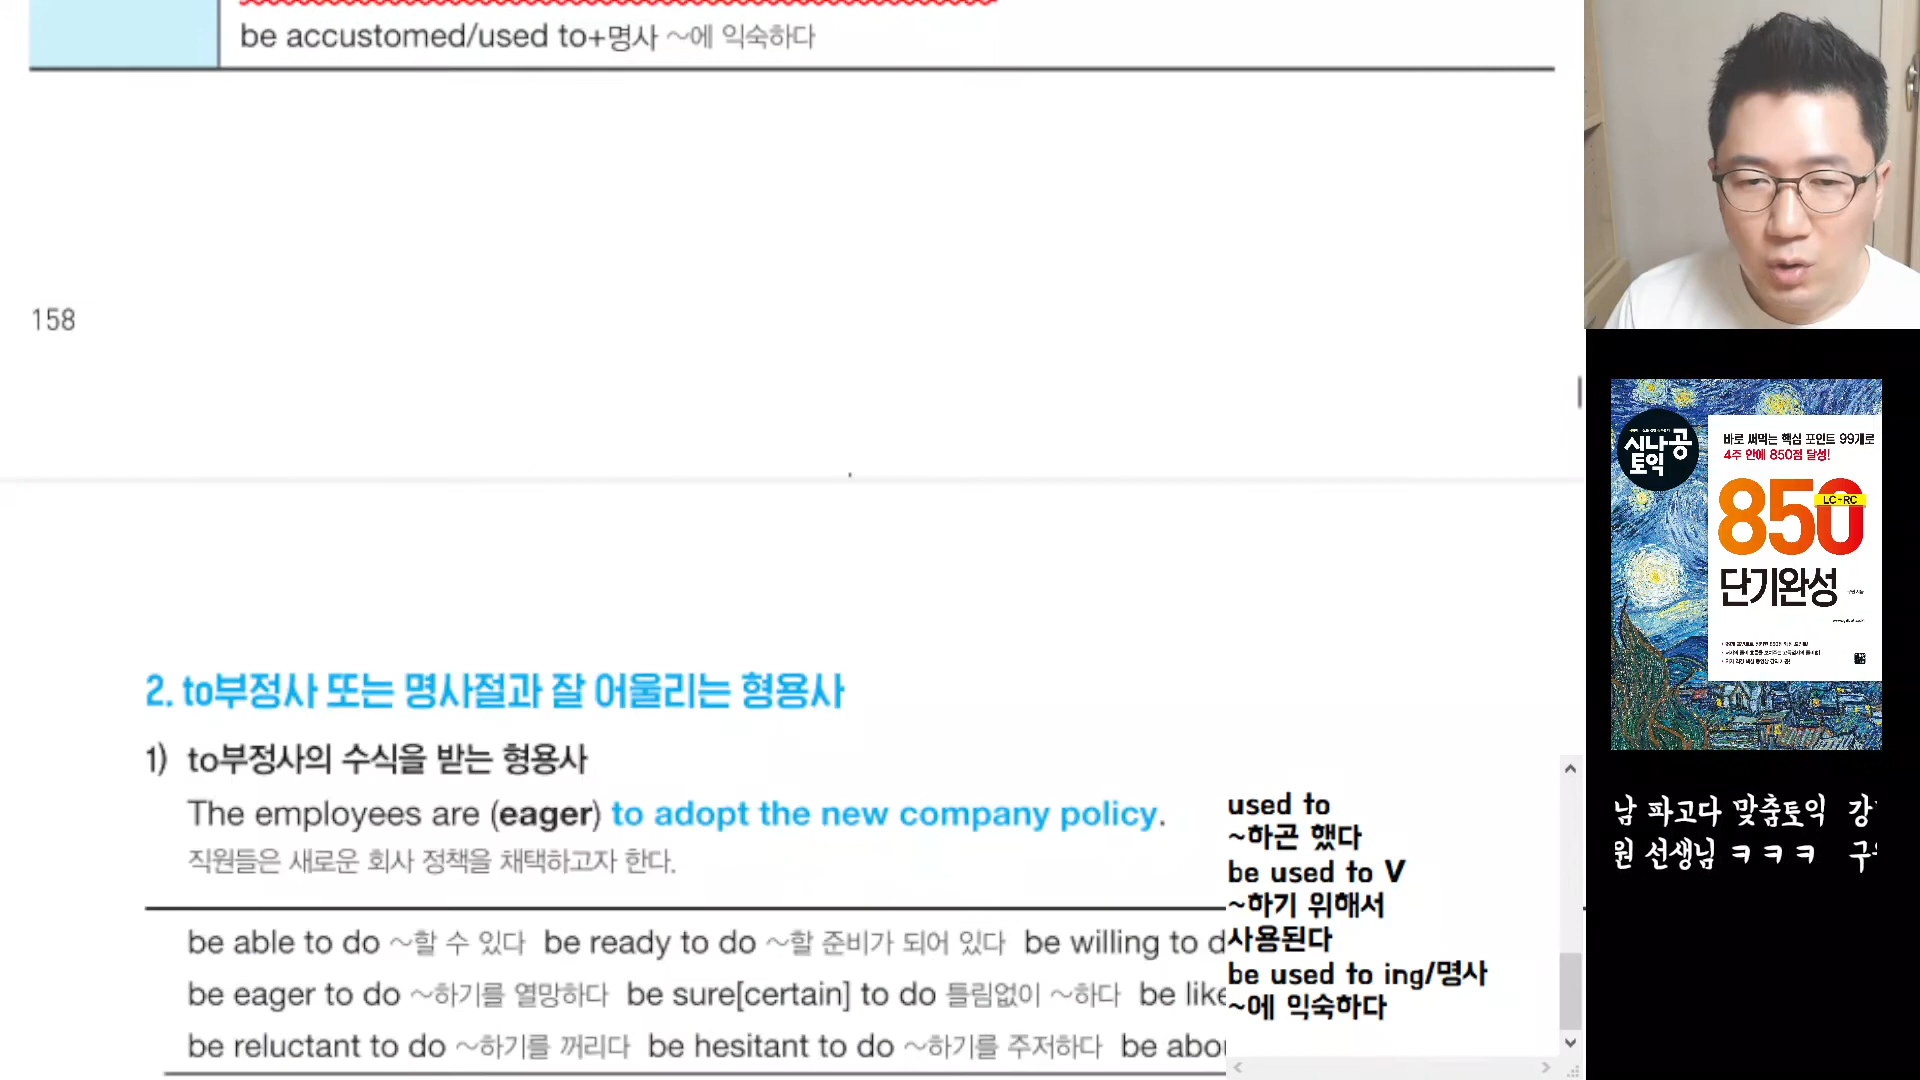 be accustomed/used to+명사 ~에 익숙하다
158
2. to부정사 또는 명사절과 잘 어울리는 형용사
1) to부정사의 수식을 받는 형용사
The employees are (eager) to adopt the new company policy.
직원들은 새로운 회사 정책을 채택하고자 한다.
be able to do ~할 수 있다 be ready to do ~할 준비가 되어 있다 be willing to d
be eager to do ~하기를 열망하다 be sure[certain] to do 틀림없이 ~하다 be like
be reluctant to do ~하기를 꺼리다 be hesitant to do ~하기를 주저하다 be abou
used to
~하곤 했다
be used to V
~하기 위해서
사용된다
be used to ing/명사
~에 익숙하다
시나공
토익
바로 써먹는 핵심 포인트 99개로
4주 안에 850점 달성!
850
LC+RC
단기완성
남 파고다 맞춤토익 강
원 선생님 ㅋㅋㅋ 구